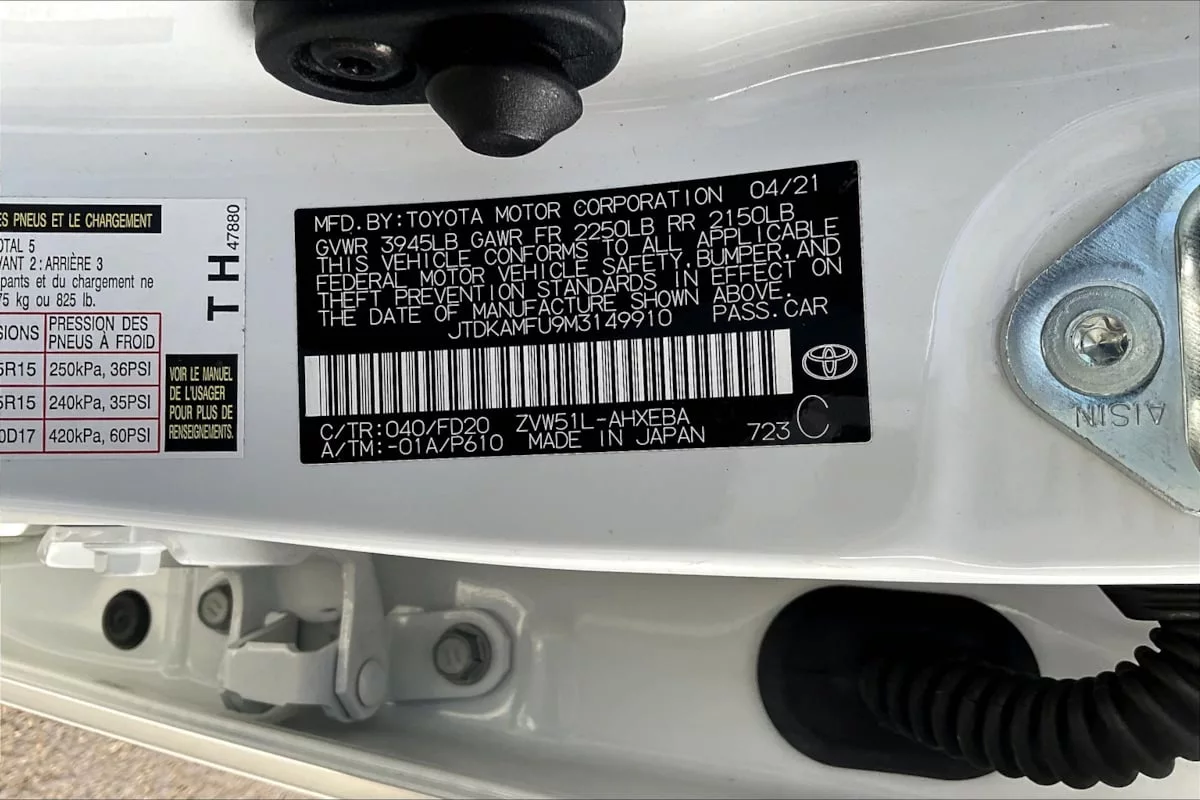 ES PNEUS ET LE CHARGEMENT
OTAL 5
VANT 2 : ARRIÈRE 3
pants et du chargement ne
75 kg ou 825 lb.
SIONS PRESSION DES PNEUS À FROID
5R15 250kPa, 36PSI
5R15 240kPa, 35PSI
0D17 420kPa, 60PSI
TH 47880
VOIR LE MANUEL
DE L'USAGER
POUR PLUS DE
RENSEIGNEMENTS.
MFD.BY:TOYOTA MOTOR CORPORATION 04/21
GVWR 3945LB GAWR FR 2250LB RR 2150LB
THIS VEHICLE CONFORMS TO ALL APPLICABLE
FEDERAL MOTOR VEHICLE SAFETY,BUMPER,AND
THEFT PREVENTION STANDARDS IN EFFECT ON
THE DATE OF MANUFACTURE SHOWN ABOVE.
JTDKAMFU9M3149910 PASS.CAR
C/TR:040/FD20 ZVW51L-AHXEBA
A/TM:-01A/P610 MADE IN JAPAN 723 C
AISIN